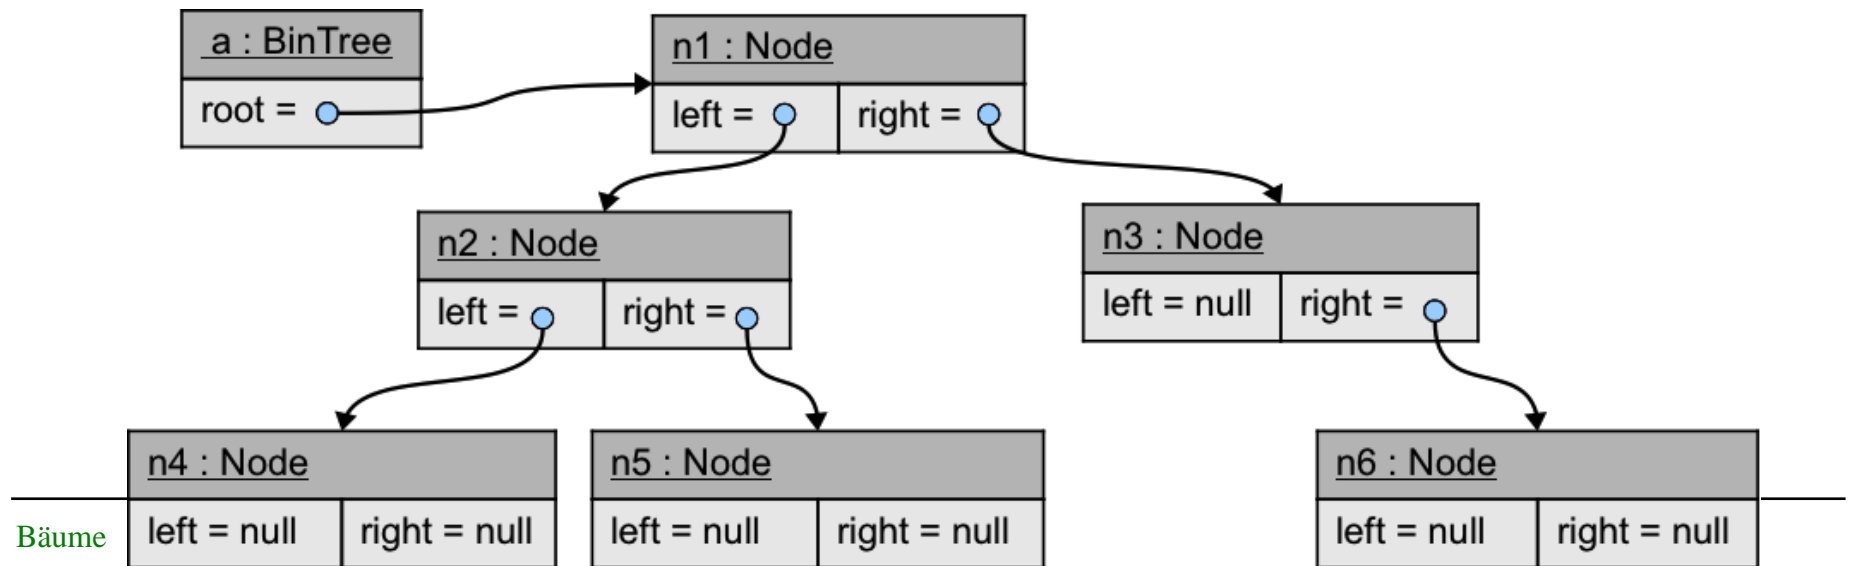 a : BinTree
root =
n1 : Node
left =
right =
n2 : Node
left =
right =
n3 : Node
left = null
right =
n4 : Node
left = null
right = null
n5 : Node
left = null
right = null
n6 : Node
left = null
right = null
Bäume